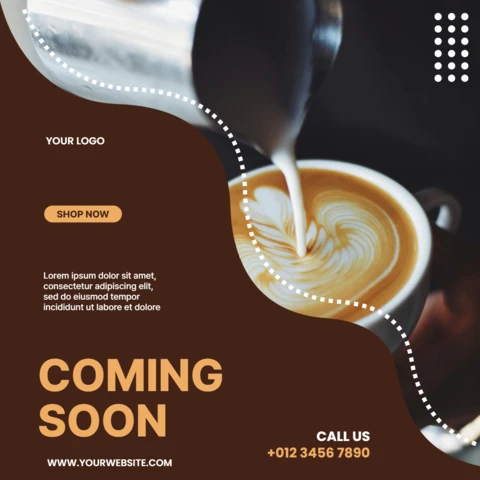 YOUR LOGO
SHOP NOW
Lorem ipsum dolor sit amet,
consectetur adipiscing elit,
sed do eiusmod tempor
incididunt ut labore et dolore
COMING
SOON
WWW.YOURWEBSITE.COM
CALL US
+012 3456 7890